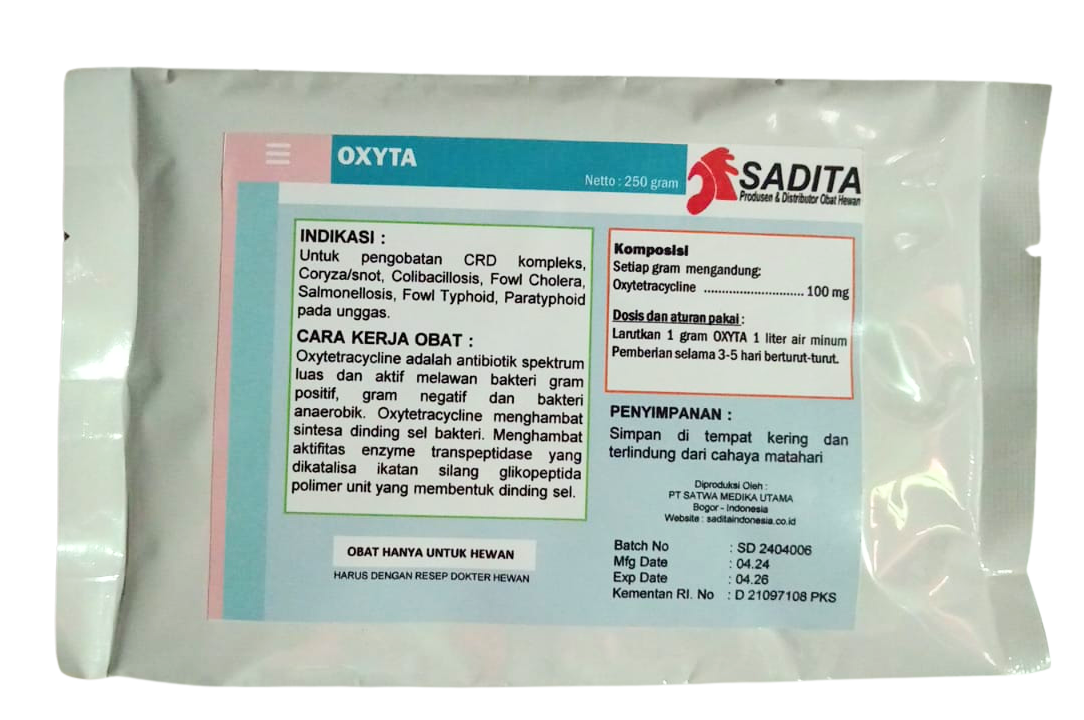 OXYTA
Netto : 250 gram
SADITA
Produsen & Distributor Obat Hewan
INDIKASI :
Untuk pengobatan CRD kompleks,
Coryza/snot, Colibacillosis, Fowl Cholera,
Salmonellosis, Fowl Typhoid, Paratyphoid
pada unggas.
CARA KERJA OBAT :
Oxytetracycline adalah antibiotik spektrum
luas dan aktif melawan bakteri gram
positif, gram negatif dan bakteri
anaerobik. Oxytetracycline menghambat
sintesa dinding sel bakteri. Menghambat
aktifitas enzyme transpeptidase yang
dikatalisa ikatan silang glikopeptida
polimer unit yang membentuk dinding sel.
OBAT HANYA UNTUK HEWAN
HARUS DENGAN RESEP DOKTER HEWAN
Komposisi
Setiap gram mengandung:
Oxytetracycline ............................ 100 mg
Dosis dan aturan pakai :
Larutkan 1 gram OXYTA 1 liter air minum
Pemberian selama 3-5 hari berturut-turut.
PENYIMPANAN :
Simpan di tempat kering dan
terlindung dari cahaya matahari
Diproduksi Oleh :
PT SATWA MEDIKA UTAMA
Bogor - Indonesia
Website : saditaindonesia.co.id
Batch No : SD 2404006
Mfg Date : 04.24
Exp Date : 04.26
Kementan RI. No : D 21097108 PKS